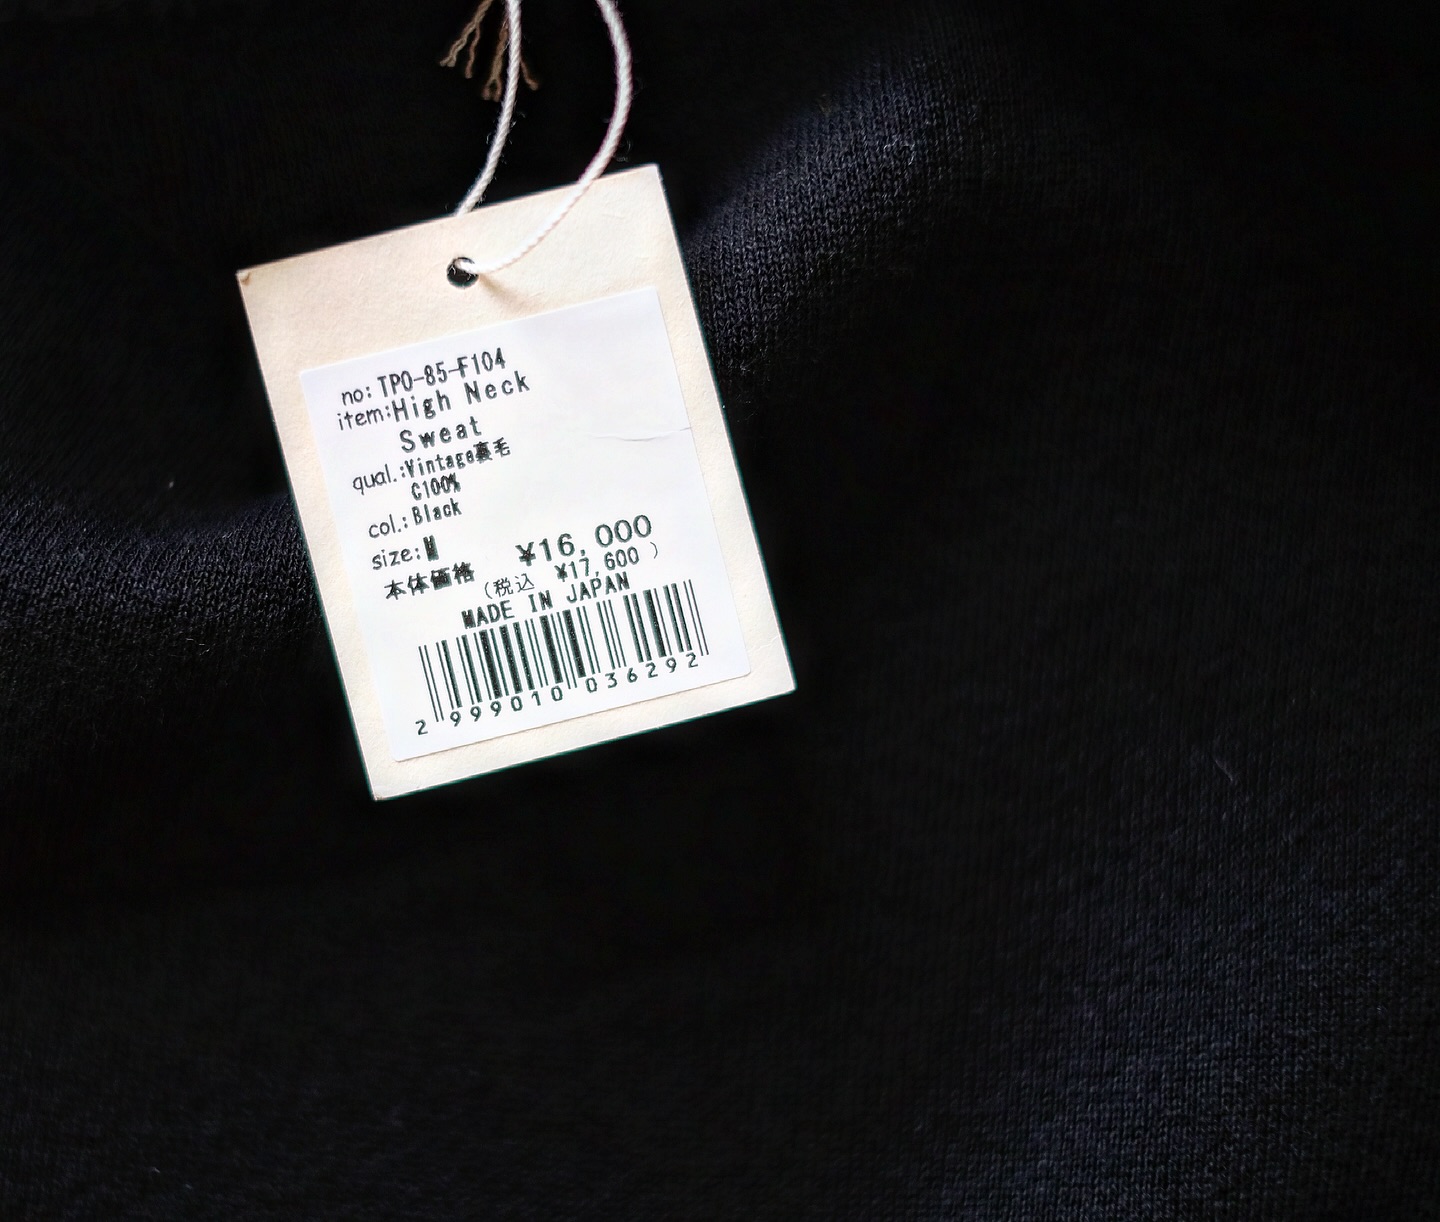 no: TPO-85-F104
item: High Neck
Sweat
qual.: Vintage裏毛
C100%
col.: Black
size: M
本体価格 ¥16,000
(税込 ¥17,600 )
MADE IN JAPAN
2 999010 036292